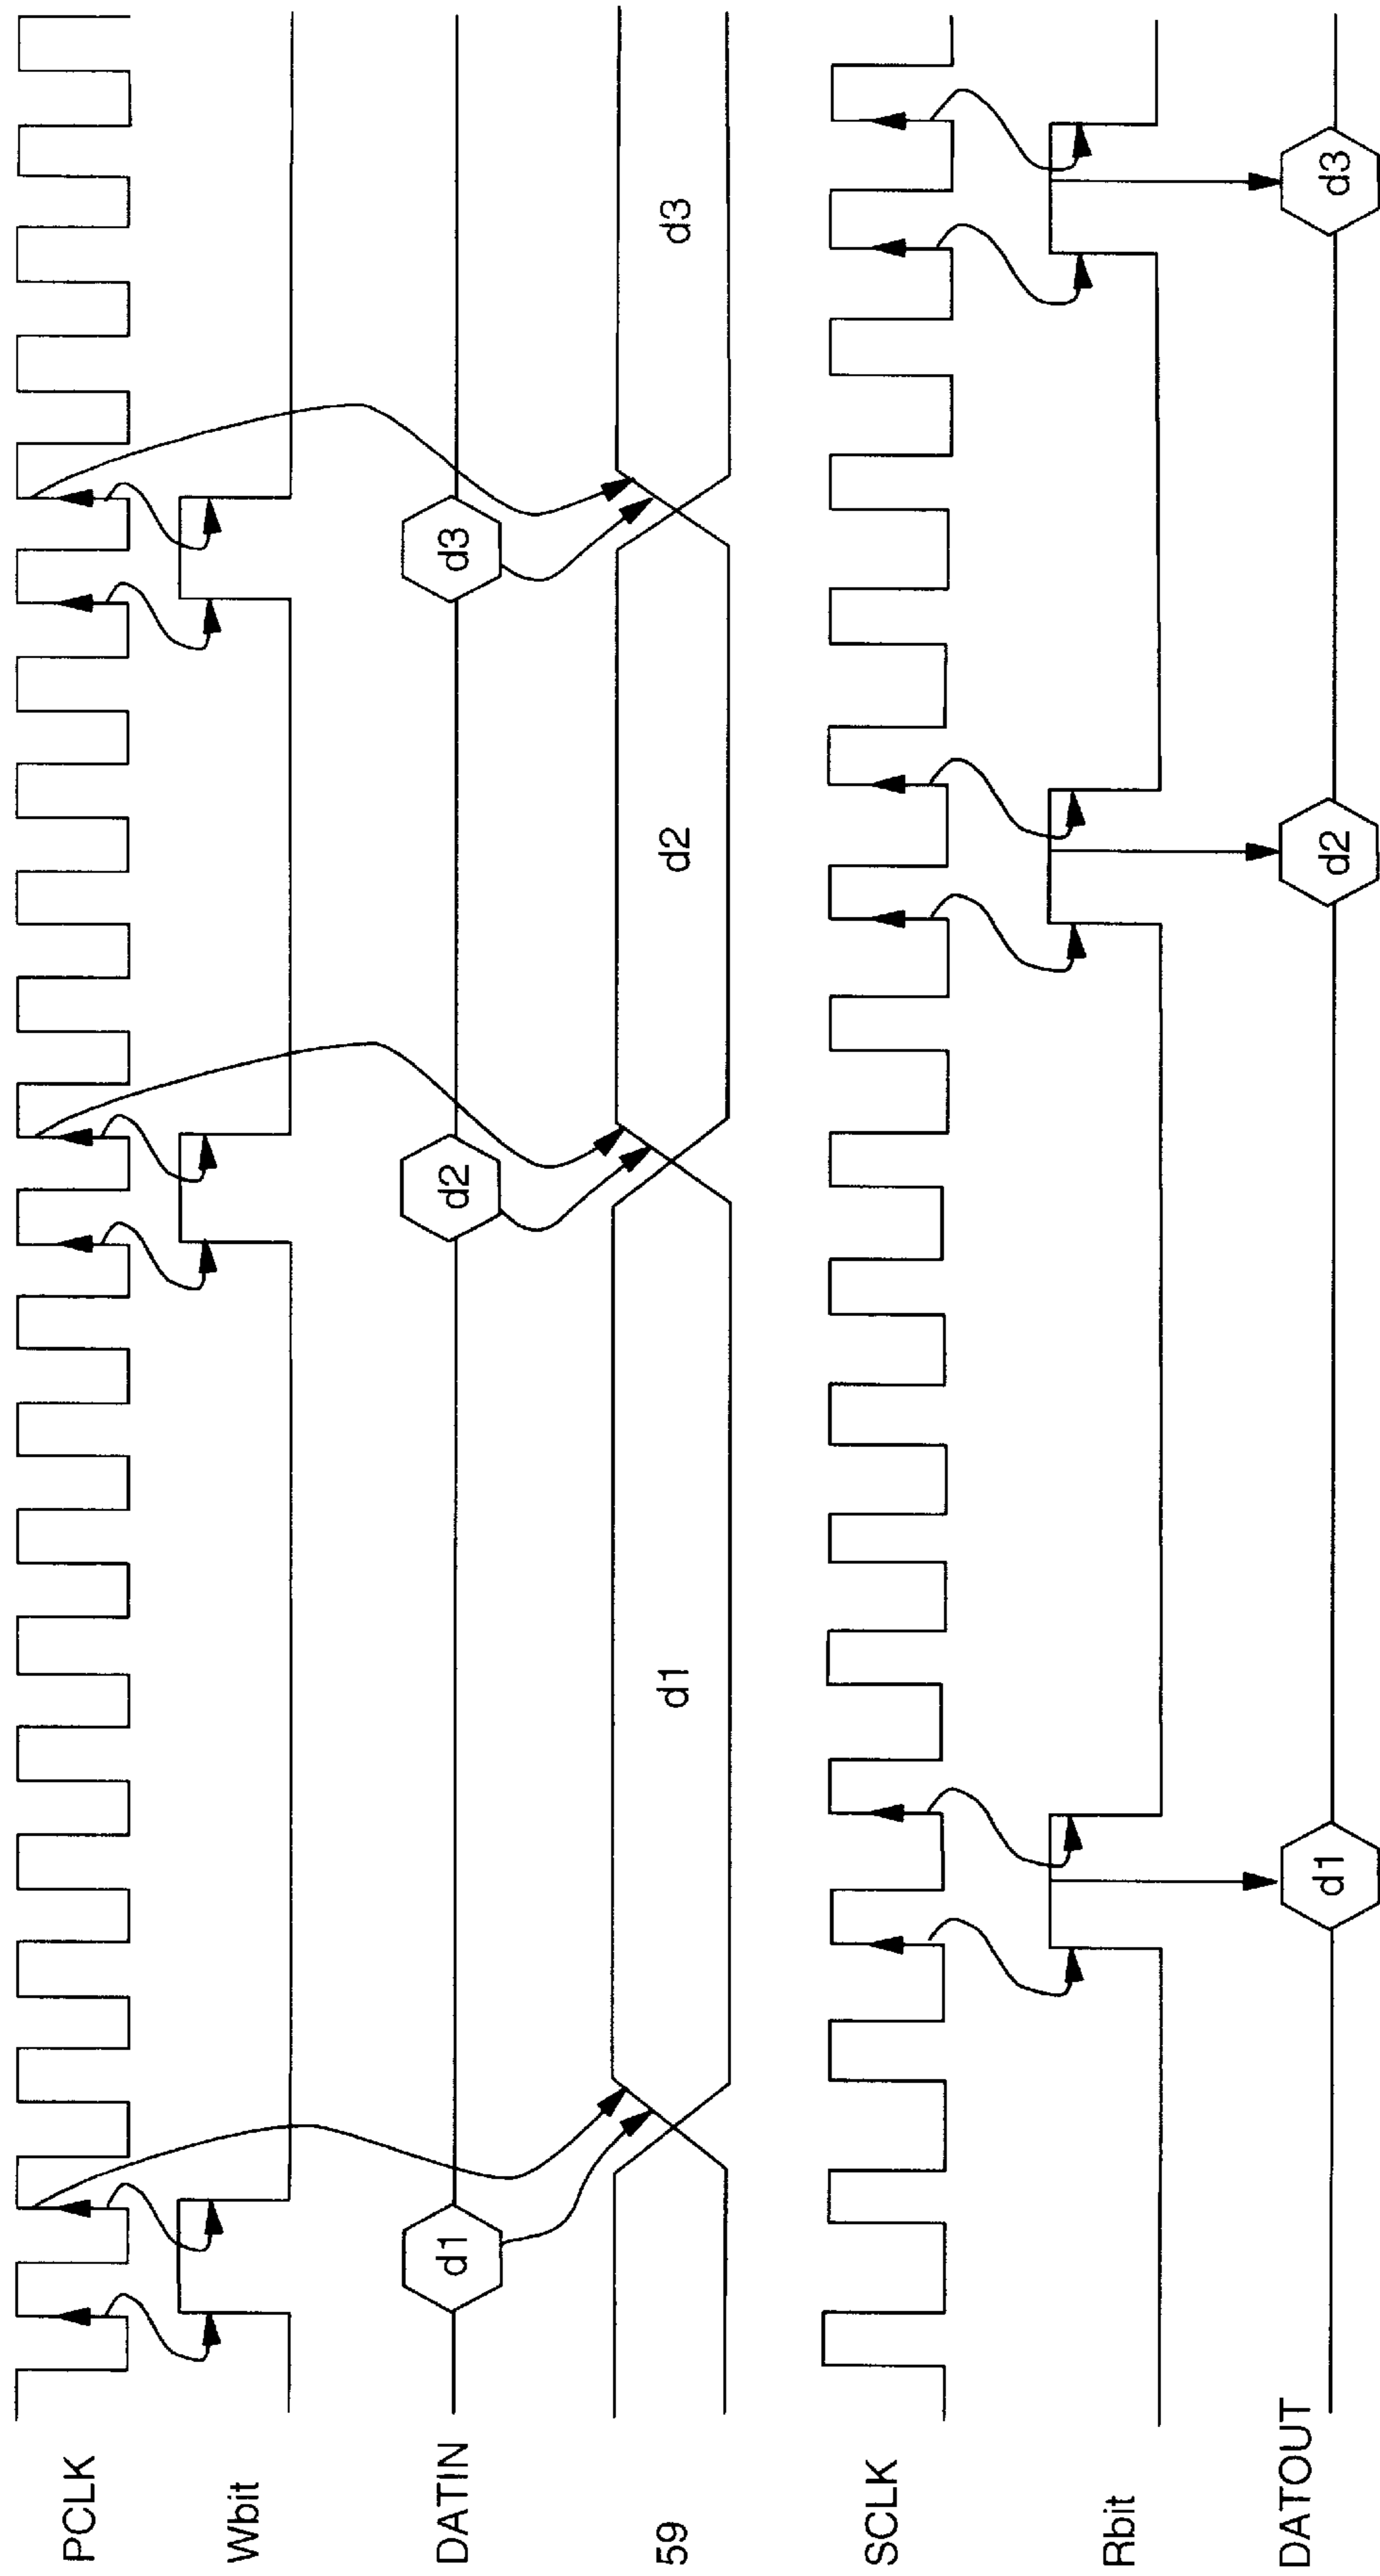 PCLK
Wbit
DATIN d1 d2 d3
59 d1 d2 d3
SCLK
Rbit
DATOUT d1 d2 d3